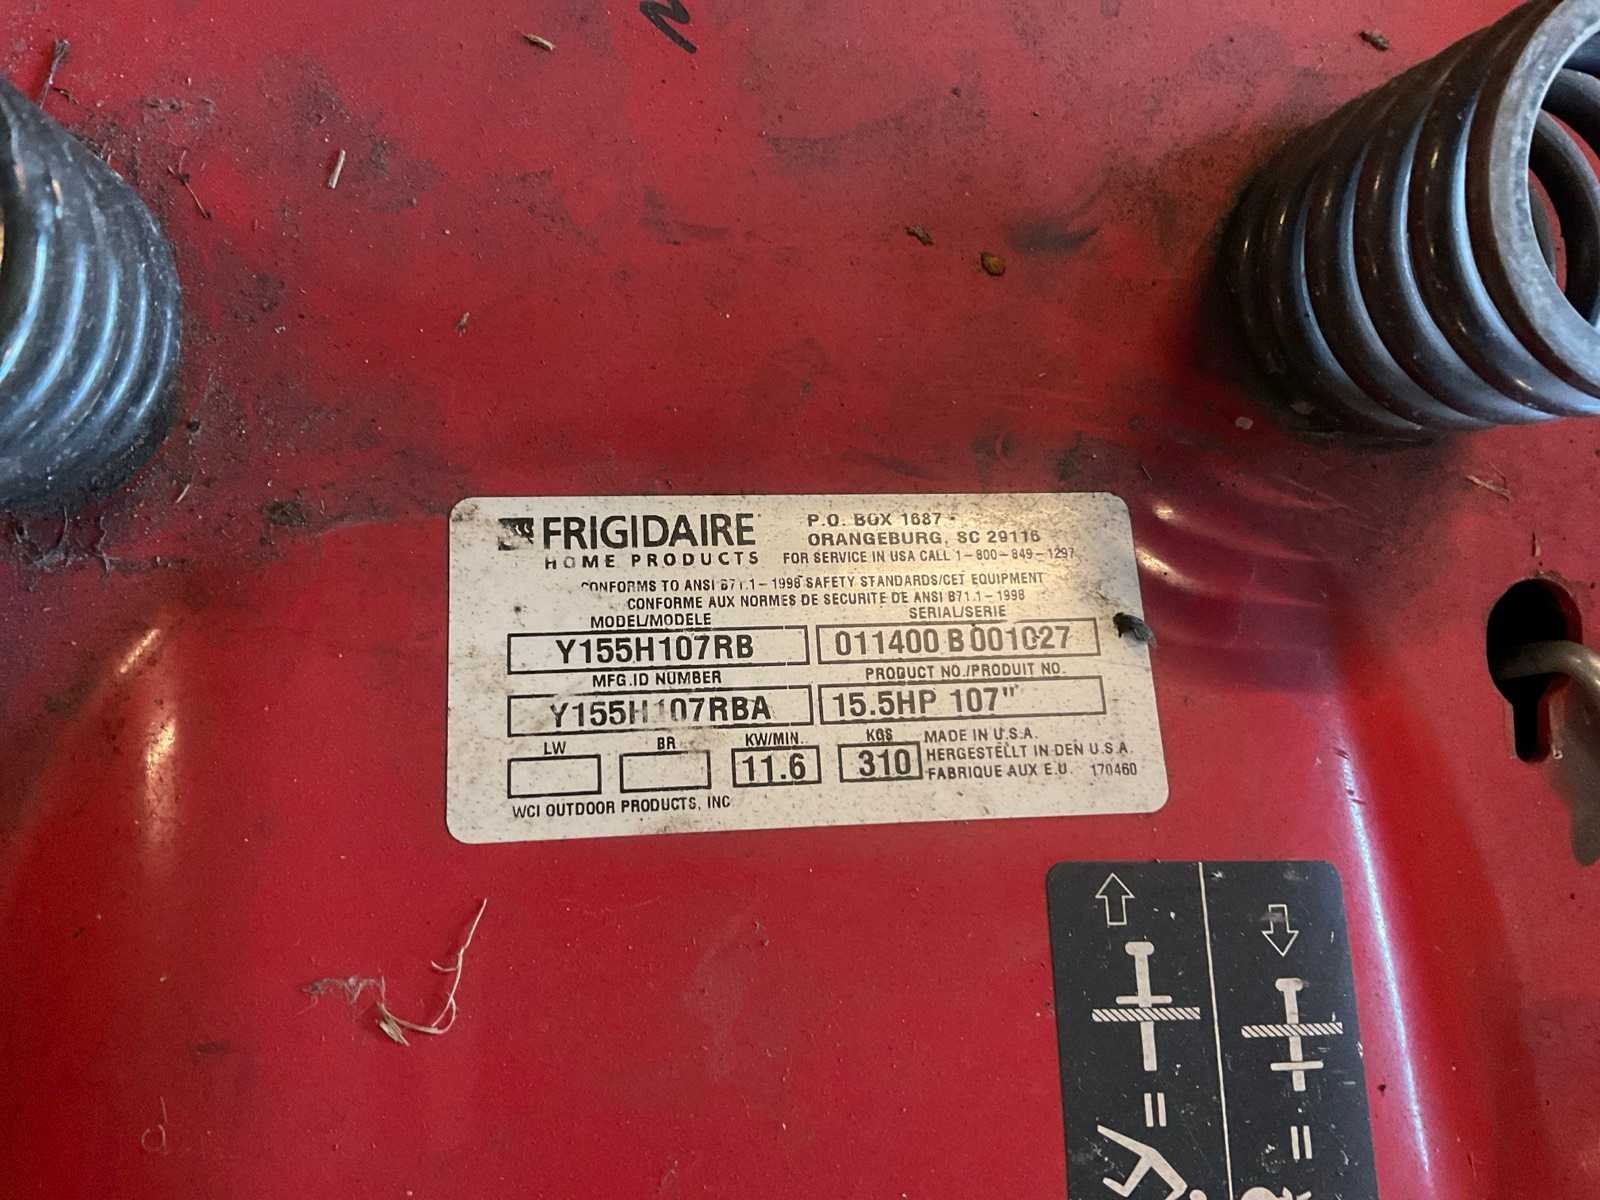 FRIGIDAIRE
HOME PRODUCTS
P.O. BOX 1687
ORANGEBURG, SC 29116
FOR SERVICE IN USA CALL 1-800-849-1297
CONFORMS TO ANSI B71.1-1998 SAFETY STANDARDS/CET EQUIPMENT
CONFORME AUX NORMES DE SECURITE DE ANSI B71.1-1998
MODEL/MODELE SERIAL/SERIE
Y155H107RB 011400 B 001027
MFG.ID NUMBER PRODUCT NO./PRODUIT NO.
Y155H107RBA 15.5HP 107"
LW BR KW/MIN. KGS
11.6 310
MADE IN U.S.A.
HERGESTELLT IN DEN U.S.A.
FABRIQUE AUX E.U. 170460
WCI OUTDOOR PRODUCTS, INC